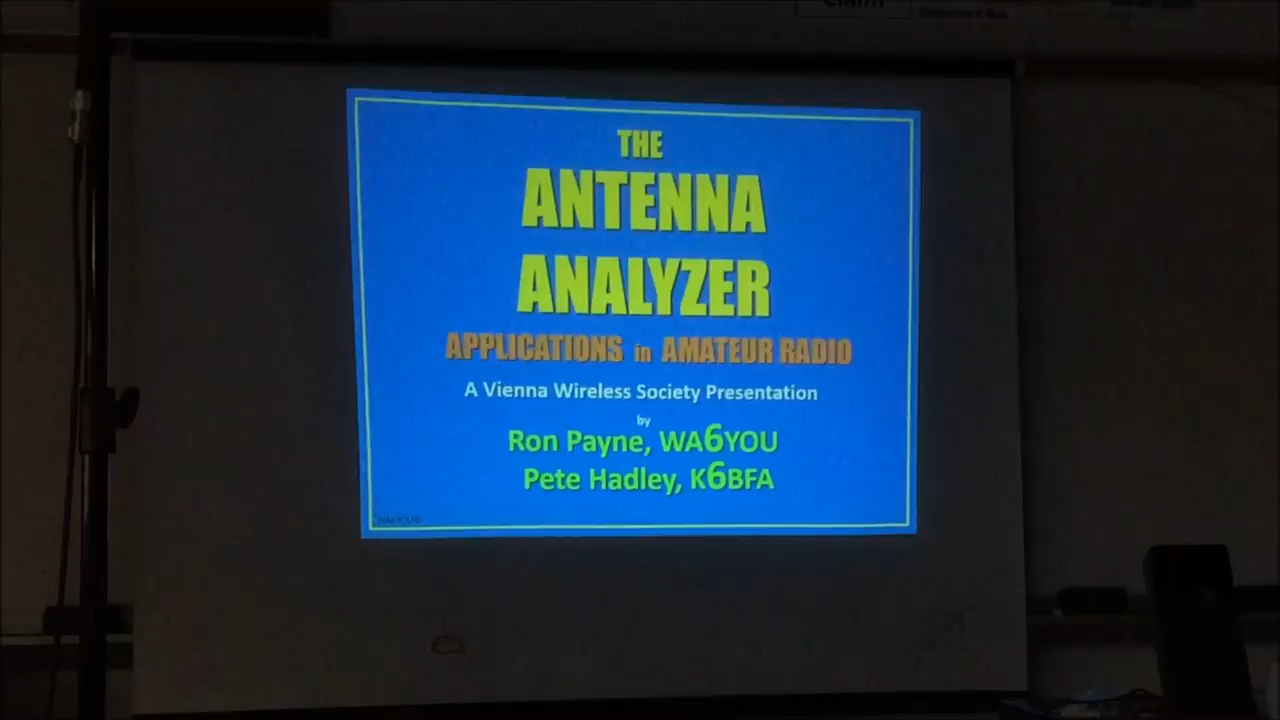 THE
ANTENNA
ANALYZER
APPLICATIONS in AMATEUR RADIO
A Vienna Wireless Society Presentation
by
Ron Payne, WA6YOU
Pete Hadley, K6BFA